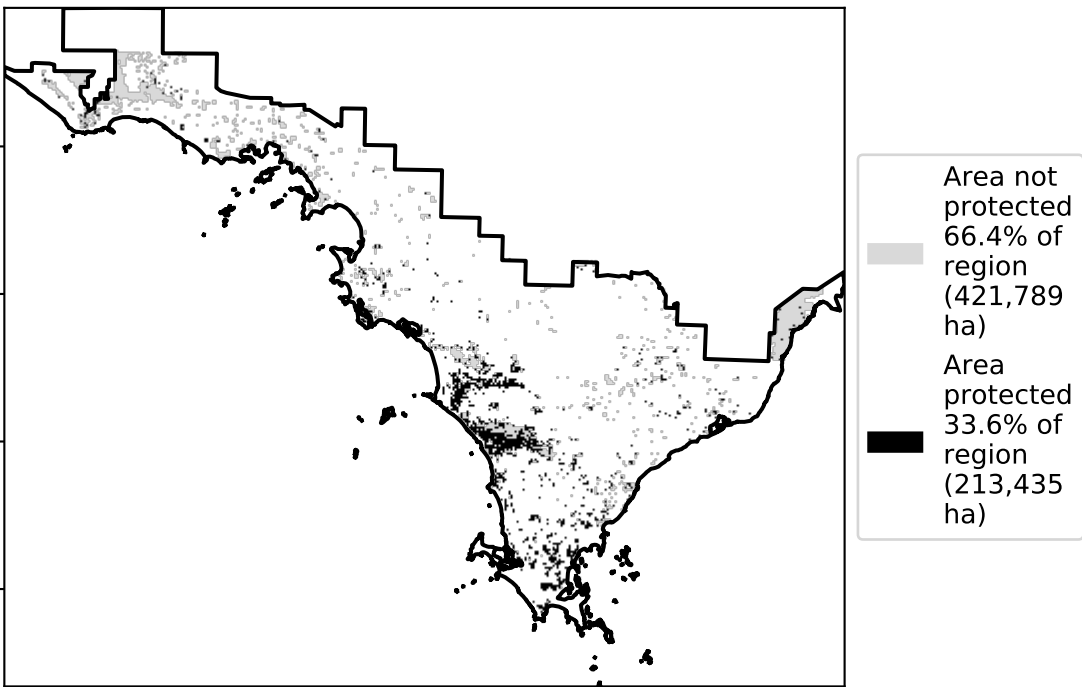 Area not
protected
66.4% of
region
(421,789
ha)
Area
protected
33.6% of
region
(213,435
ha)